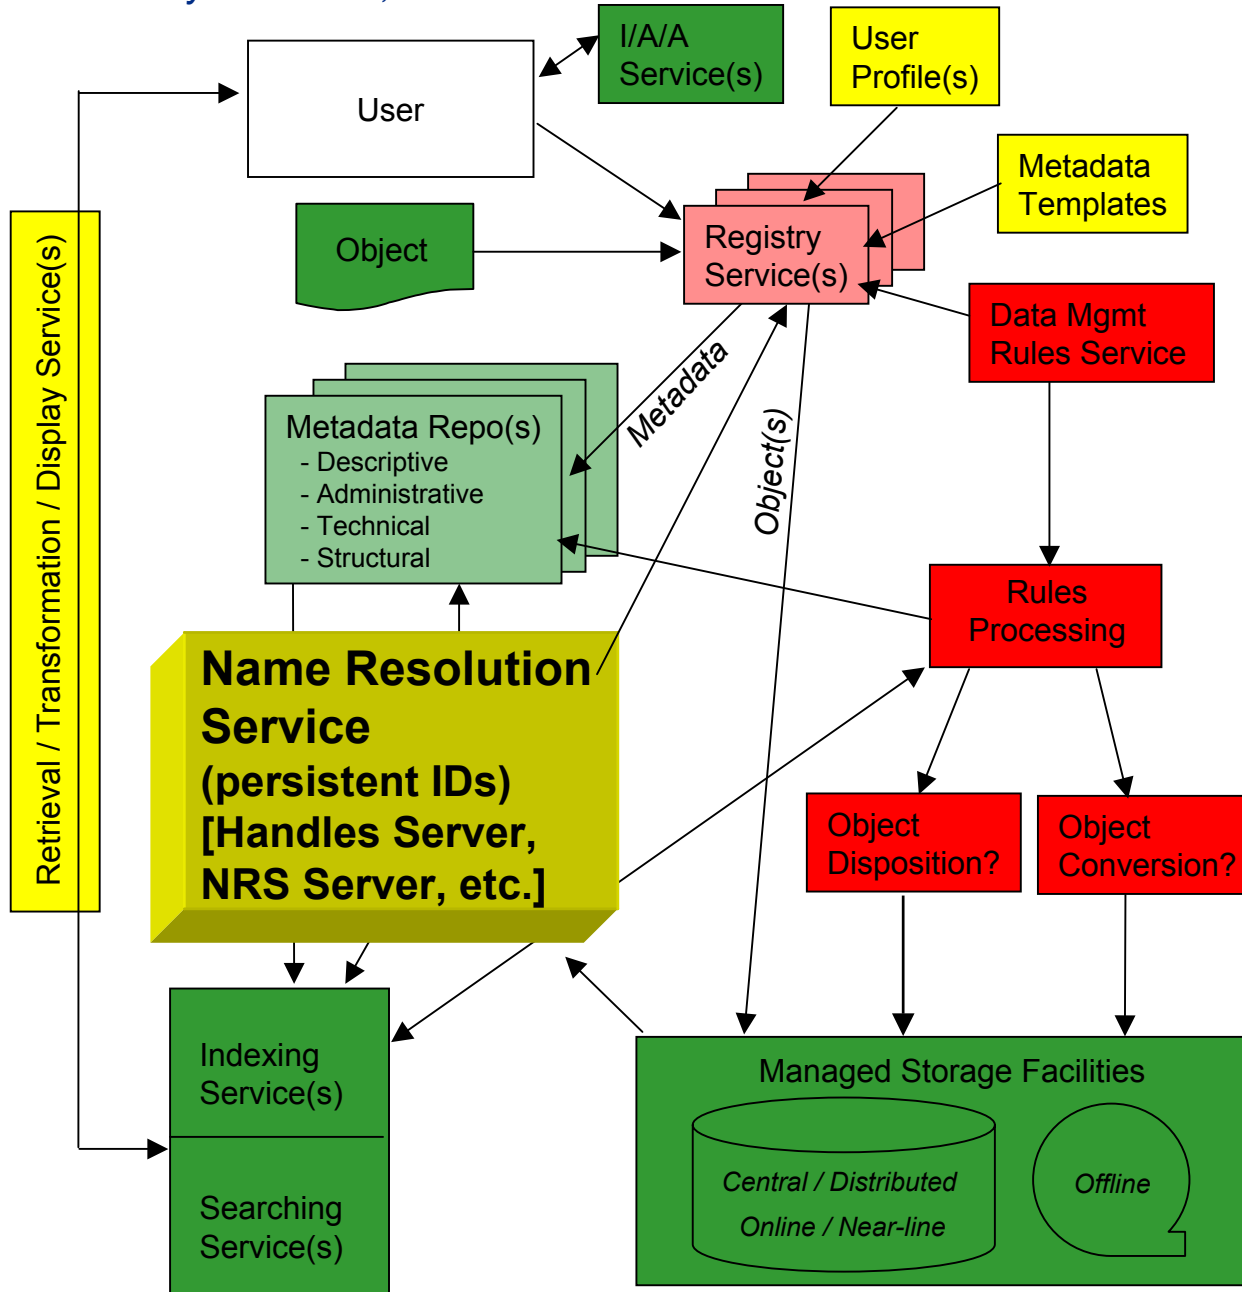 I/A/A
Service(s)
User
Profile(s)
User
Metadata
Templates
Object
Registry
Service(s)
Data Mgmt
Rules Service
Retrieval / Transformation / Display Service(s)
Metadata
Object(s)
Metadata Repo(s)
- Descriptive
- Administrative
- Technical
- Structural
Rules
Processing
Name Resolution
Service
(persistent IDs)
[Handles Server,
NRS Server, etc.]
Object
Disposition?
Object
Conversion?
Indexing
Service(s)
Searching
Service(s)
Managed Storage Facilities
Central / Distributed
Online / Near-line
Offline